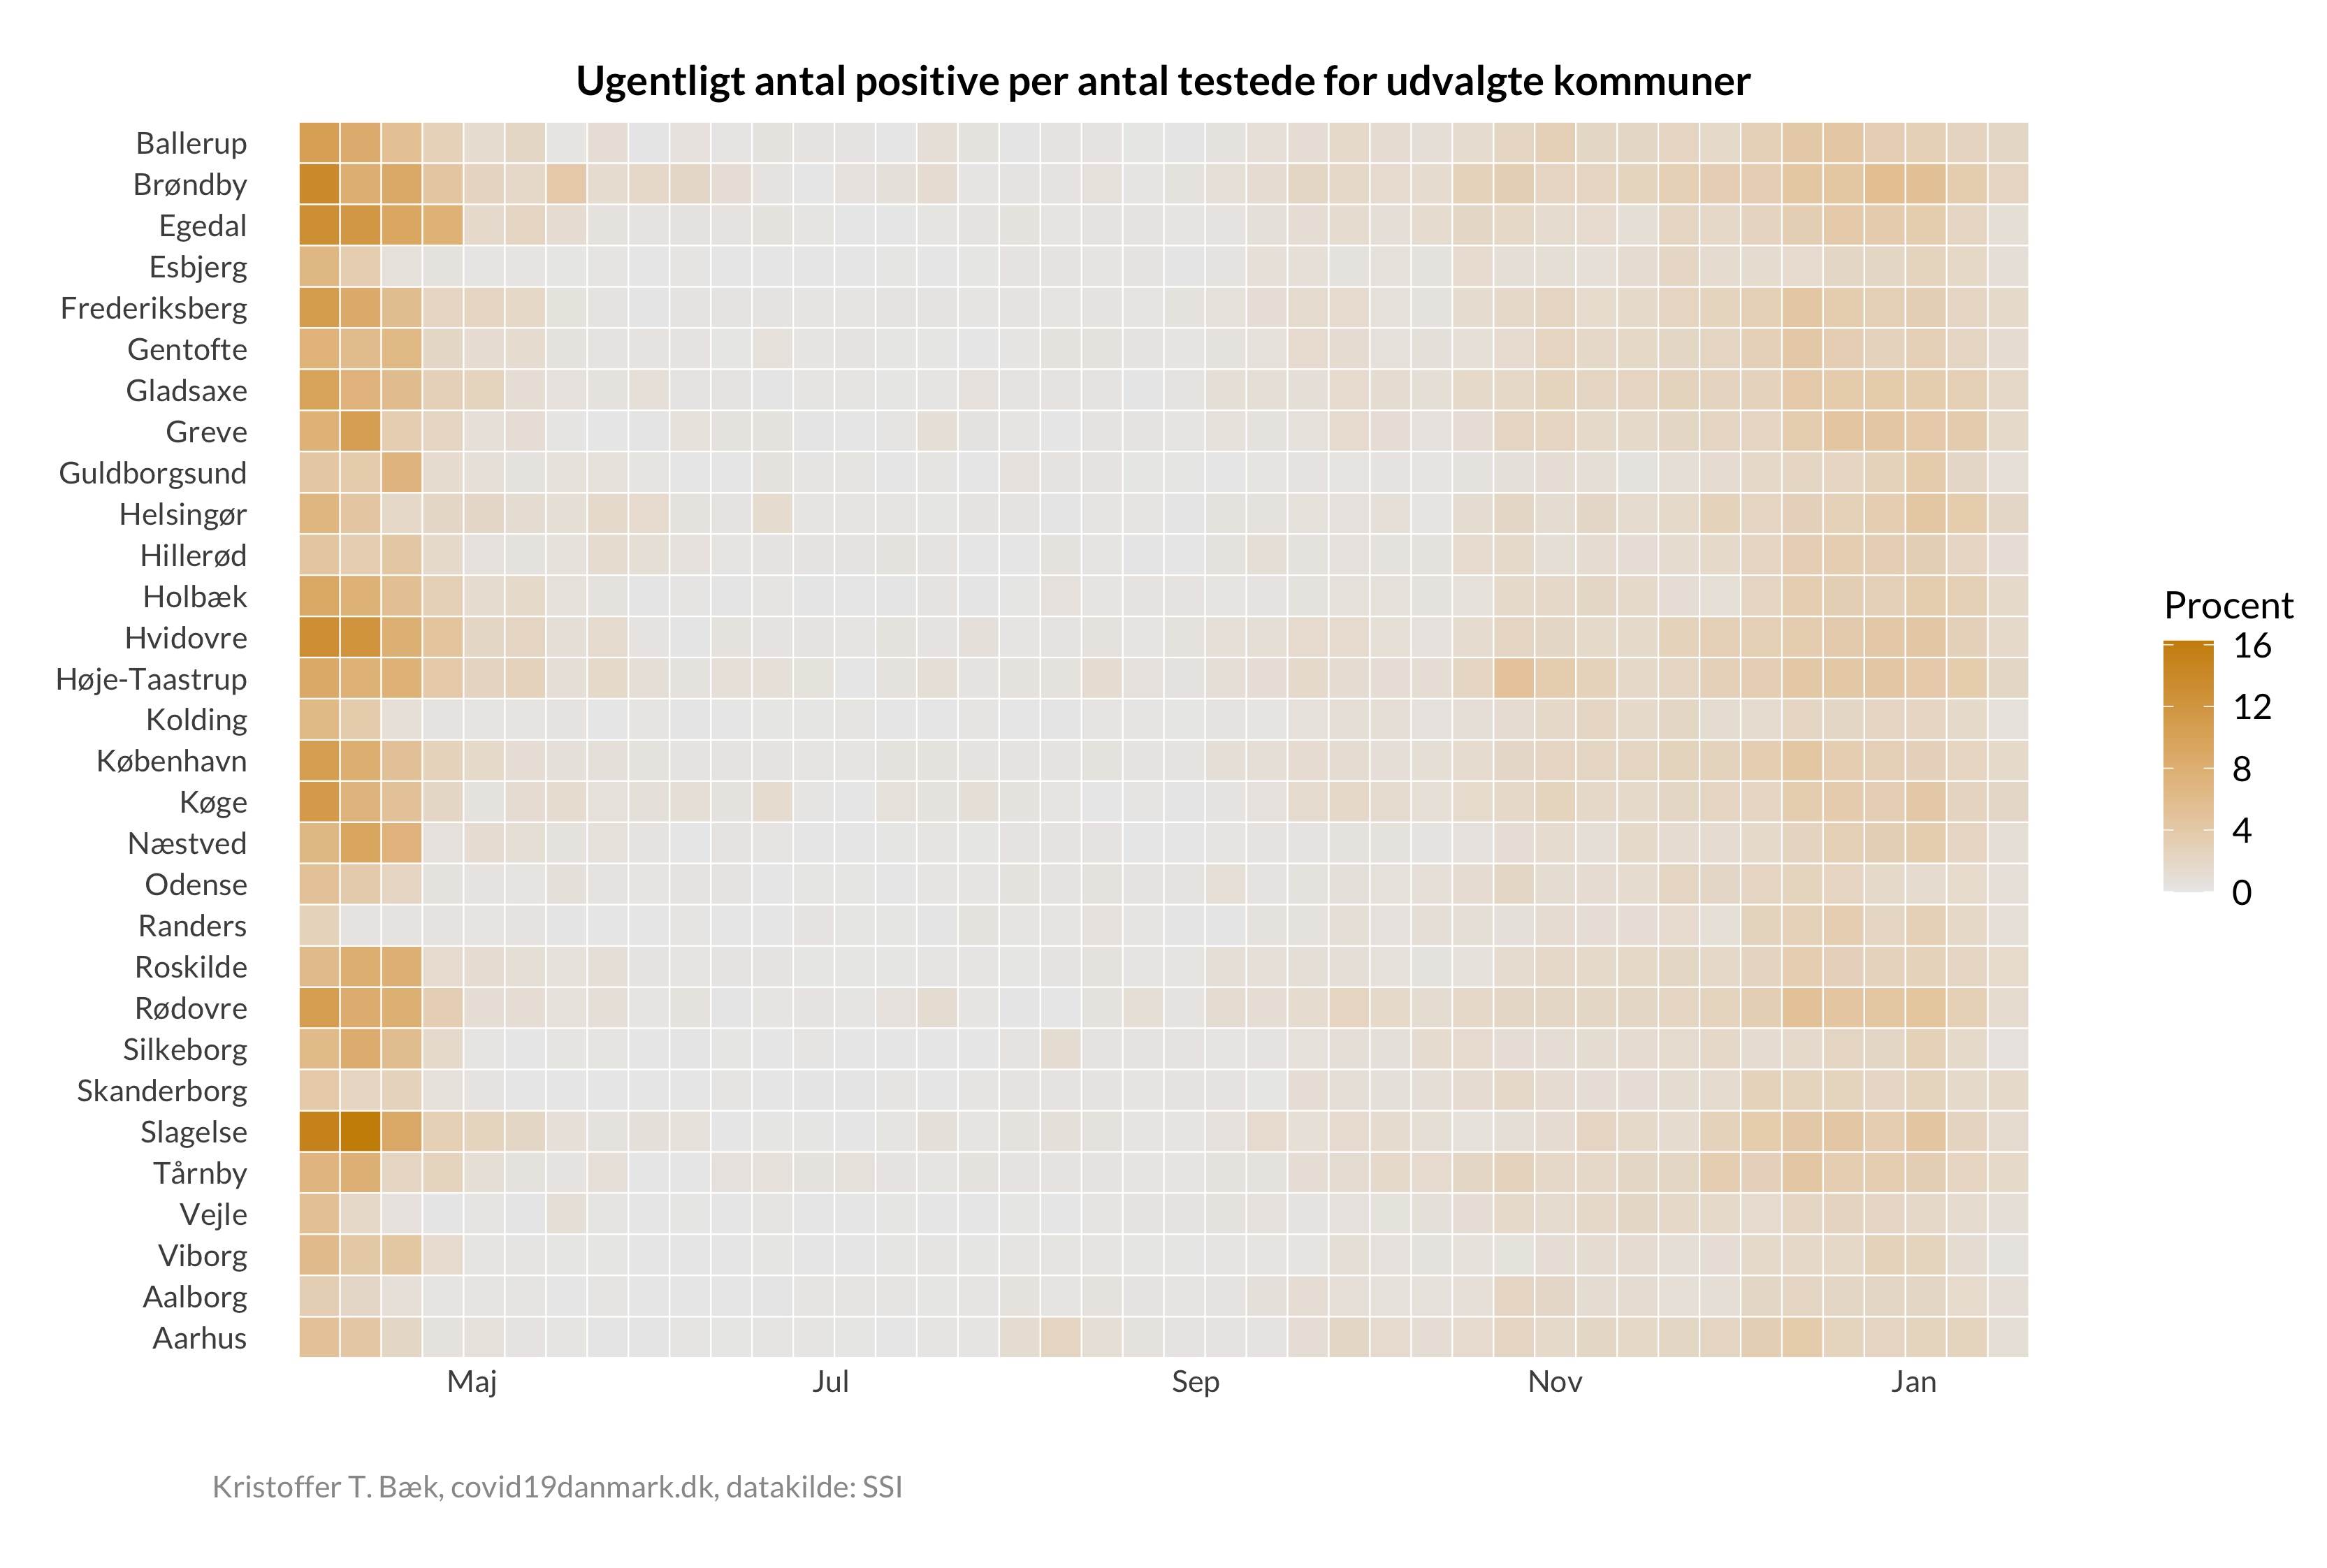 Ugentligt antal positive per antal testede for udvalgte kommuner
Ballerup
Brøndby
Egedal
Esbjerg
Frederiksberg
Gentofte
Gladsaxe
Greve
Guldborgsund
Helsingør
Hillerød
Holbæk
Hvidovre
Høje-Taastrup
Kolding
København
Køge
Næstved
Odense
Randers
Roskilde
Rødovre
Silkeborg
Skanderborg
Slagelse
Tårnby
Vejle
Viborg
Aalborg
Aarhus
Maj Jul Sep Nov Jan
Procent
16
12
8
4
0
Kristoffer T. Bæk, covid19danmark.dk, datakilde: SSI